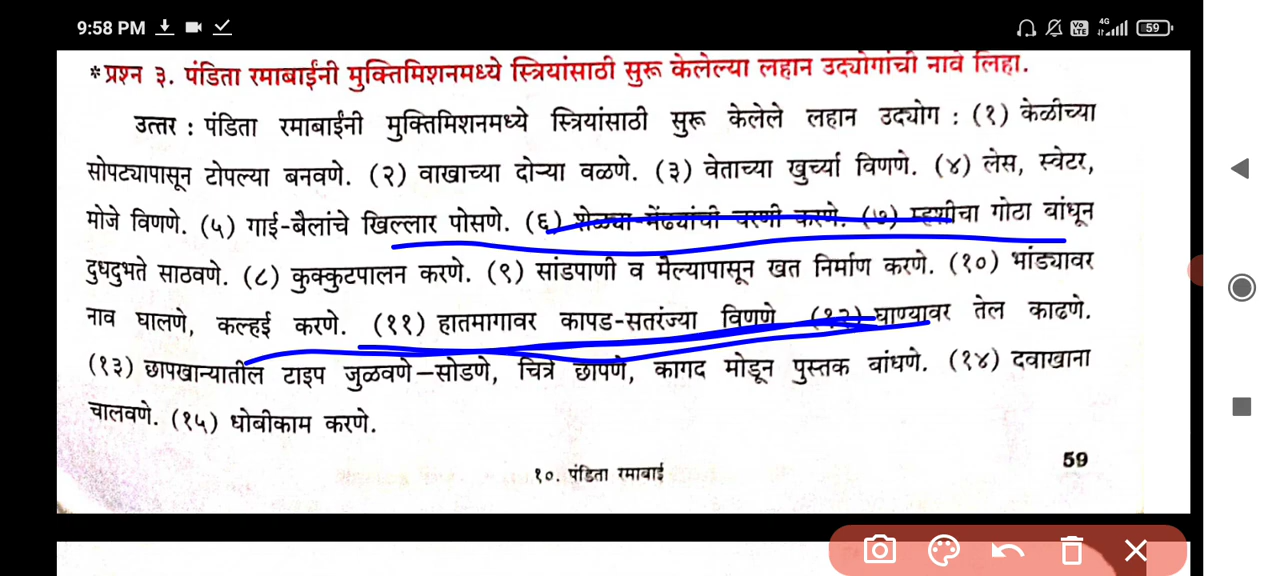 9:58 PM
4G
Vo LTE
59
*प्रश्न ३. पंडिता रमाबाईंनी मुक्तिमिशनमध्ये स्त्रियांसाठी सुरू केलेल्या लहान उद्योगांची नावे लिहा.
उत्तर : पंडिता रमाबाईंनी मुक्तिमिशनमध्ये स्त्रियांसाठी सुरू केलेले लहान उद्योग : (१) केळीच्या
सोपट्यापासून टोपल्या बनवणे. (२) वाखाच्या दोऱ्या वळणे. (३) वेताच्या खुर्च्या विणणे. (४) लेस, स्वेटर,
मोजे विणणे. (५) गाई-बैलांचे खिल्लार पोसणे. (६) शेळ्या-मेंढ्यांची चरणी करणे. (७) म्हशीचा गोठा बांधून
दुधदुभते साठवणे. (८) कुक्कुटपालन करणे. (९) सांडपाणी व मैल्यापासून खत निर्माण करणे. (१०) भांड्यावर
नाव घालणे, कल्हई करणे. (११) हातमागावर कापड-सतरंज्या विणणे (१२) घाण्यावर तेल काढणे.
(१३) छापखान्यातील टाइप जुळवणे–सोडणे, चित्रे छापणे, कागद मोडून पुस्तक बांधणे. (१४) दवाखाना
चालवणे. (१५) धोबीकाम करणे.
59
१०. पंडिता रमाबाई